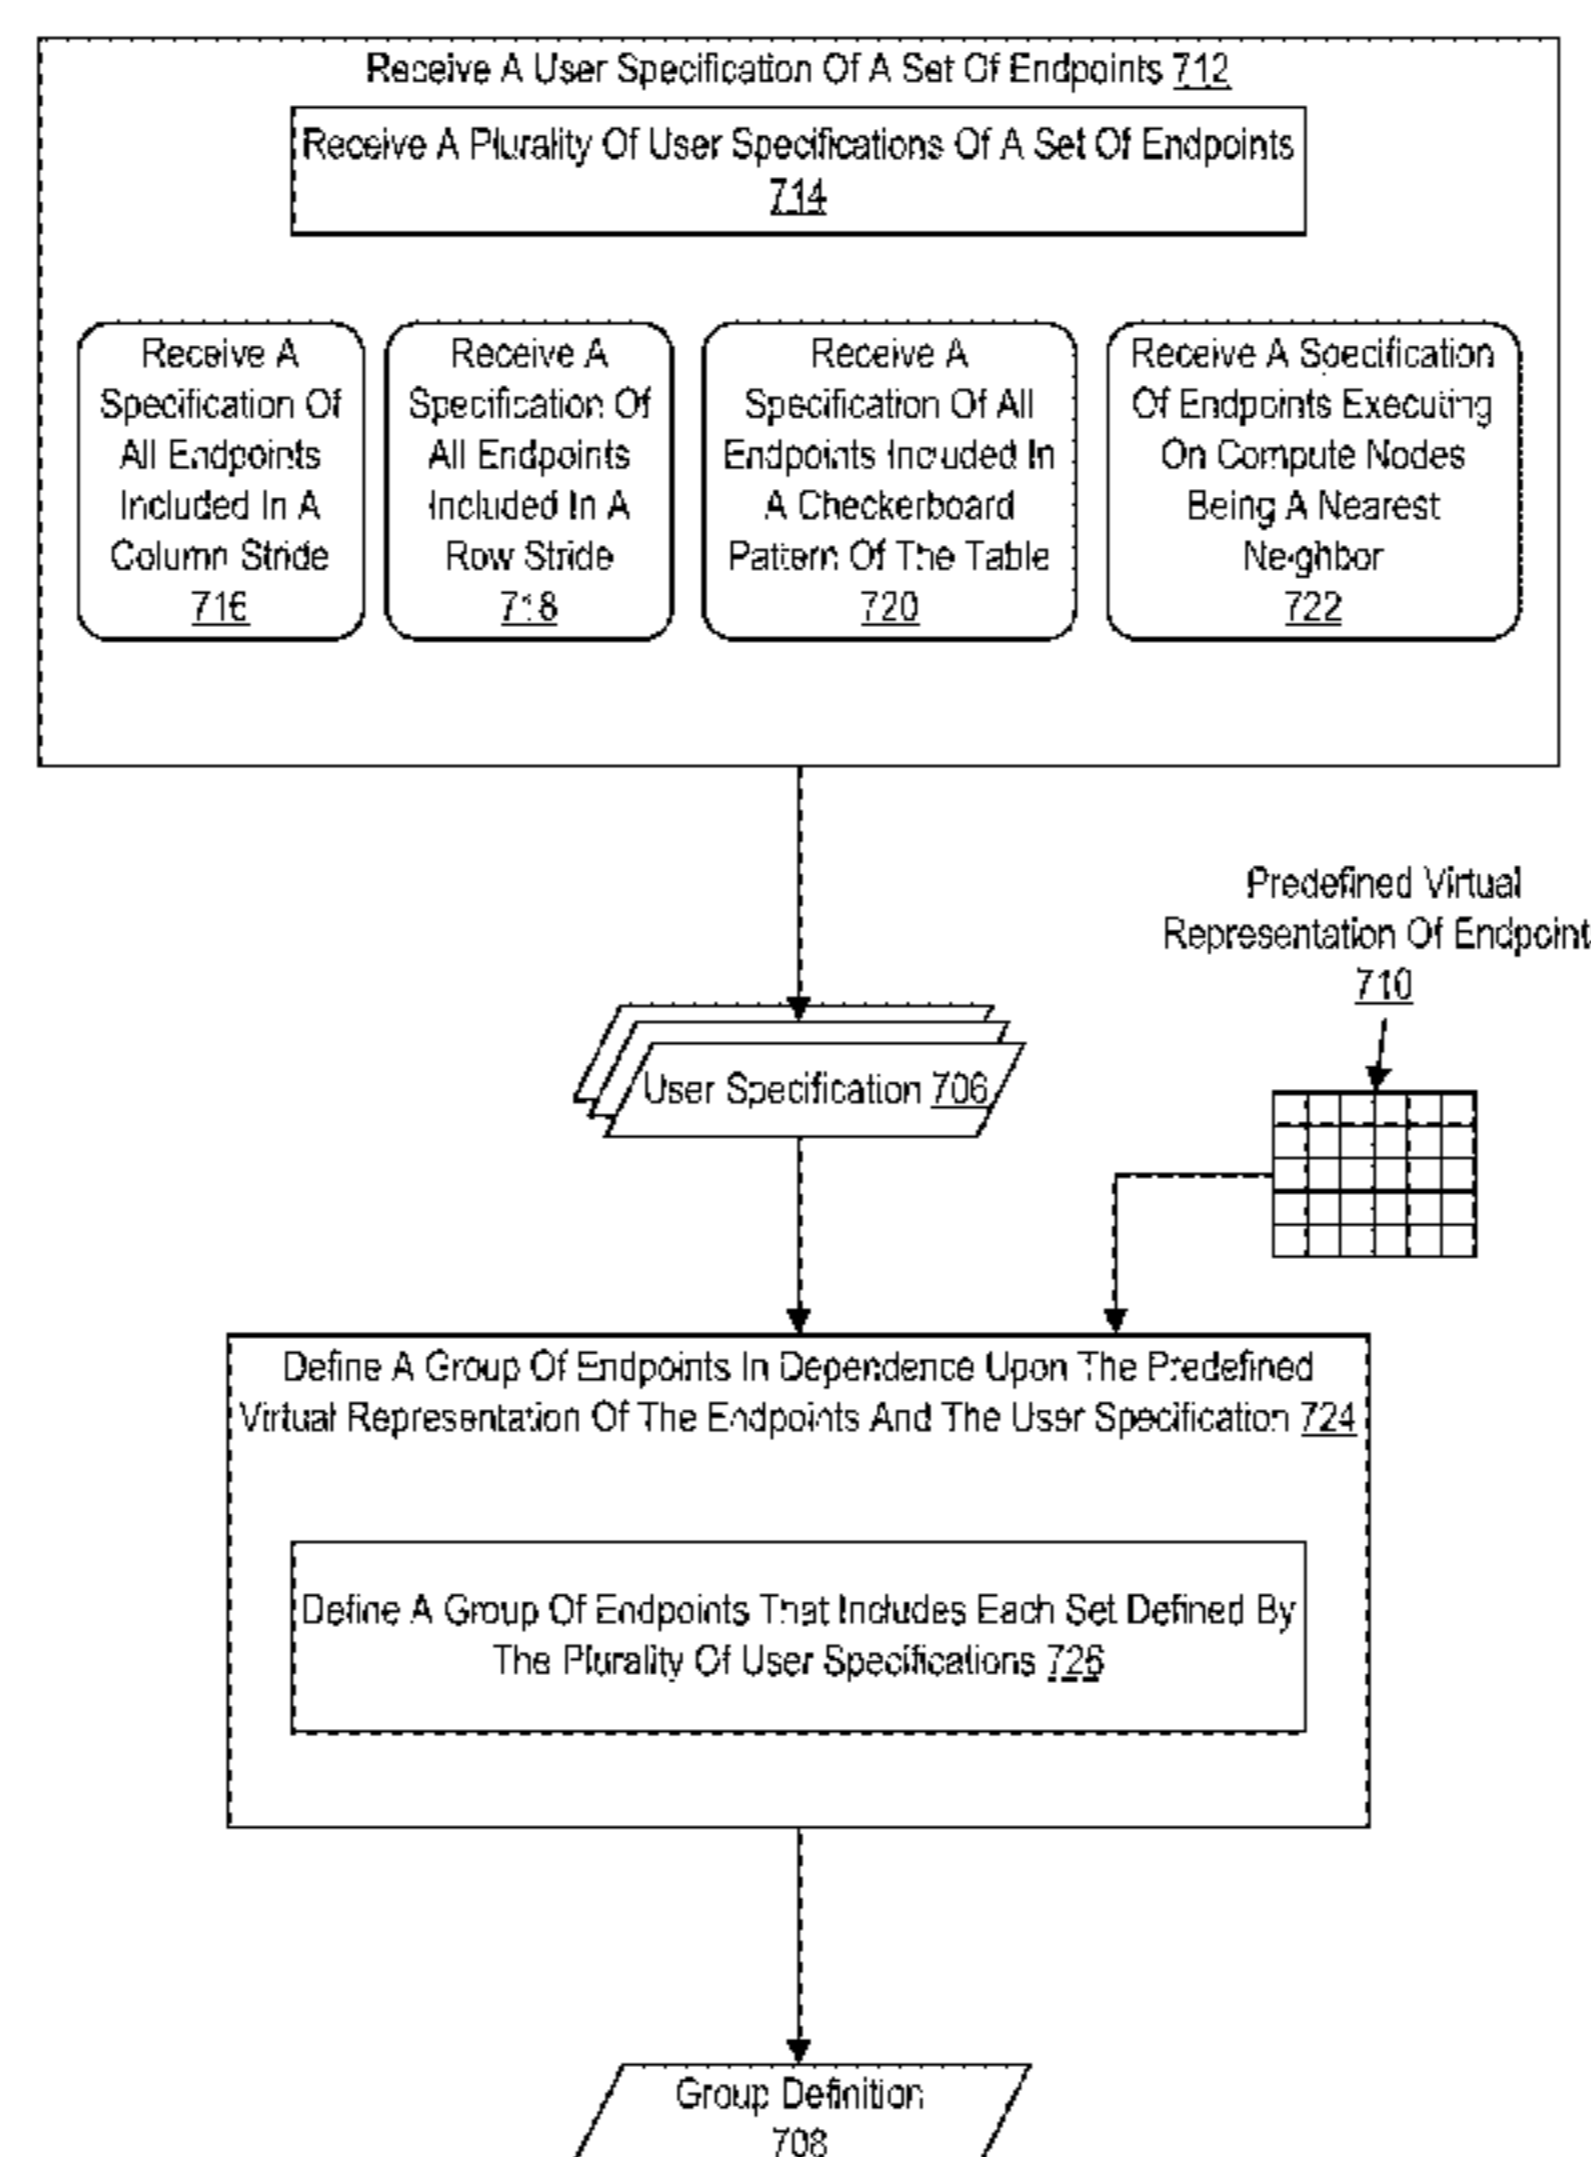 Receive A User Specification Of A Set Of Endpoints 712
Receive A Plurality Of User Specifications Of A Set Of Endpoints
714
Receive A
Specification Of
All Endpoints
Included In A
Column Stride
716
Receive A
Specification Of
All Endpoints
Included In A
Row Stride
718
Receive A
Specification Of All
Endpoints Included In
A Checkerboard
Pattern Of The Table
720
Receive A Specification
Of Endpoints Executing
On Compute Nodes
Being A Nearest
Neighbor
722
Predefined Virtual
Representation Of Endpoint
710
User Specification 706
Define A Group Of Endpoints In Dependence Upon The Predefined
Virtual Representation Of The Endpoints And The User Specification 724
Define A Group Of Endpoints That Includes Each Set Defined By
The Plurality Of User Specifications 726
Group Definition
708